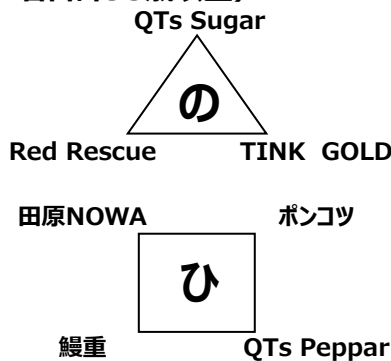 QTs Sugar
の
Red Rescue TINK GOLD
田原NOWA ポンコツ
ひ
鰻重 QTs Peppar